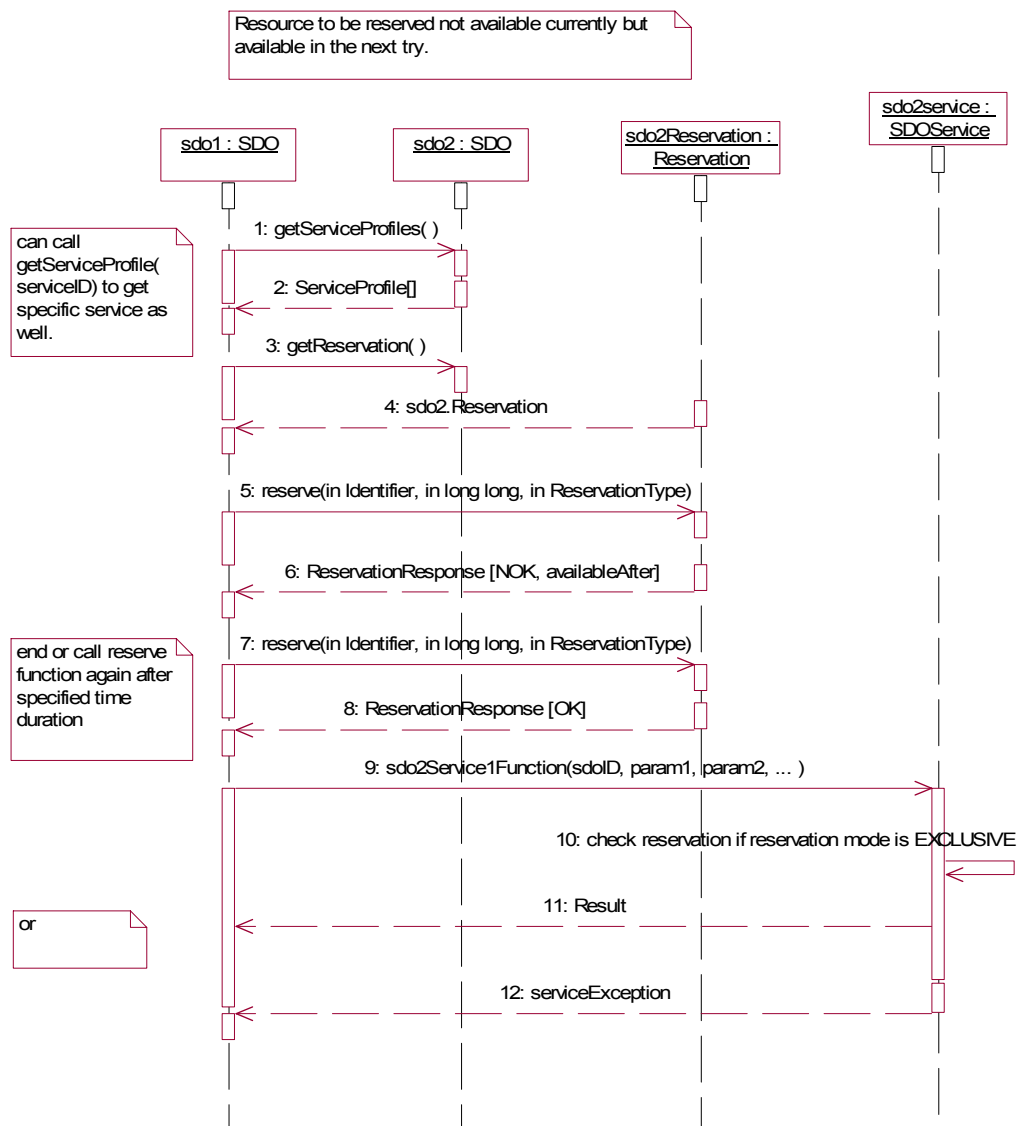 Resource to be reserved not available currently but
available in the next try.
sdo1 : SDO
sdo2 : SDO
sdo2Reservation :
Reservation
sdo2service :
SDOService
can call
getServiceProfile(
serviceID) to get
specific service as
well.
1: getServiceProfiles( )
2: ServiceProfile[]
3: getReservation( )
4: sdo2.Reservation
5: reserve(in Identifier, in long long, in ReservationType)
6: ReservationResponse [NOK, availableAfter]
end or call reserve
function again after
specified time
duration
7: reserve(in Identifier, in long long, in ReservationType)
8: ReservationResponse [OK]
9: sdo2Service1Function(sdoID, param1, param2, ... )
10: check reservation if reservation mode is EXCLUSIVE
11: Result
or
12: serviceException